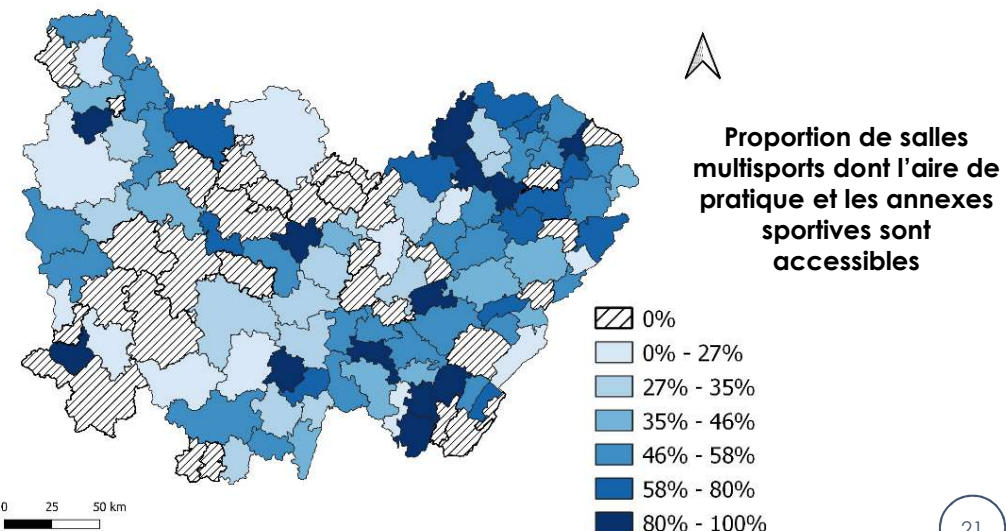 Proportion de salles
multisports dont l'aire de
pratique et les annexes
sportives sont
accessibles
0%
0% - 27%
27% - 35%
35% - 46%
46% - 58%
58% - 80%
80% - 100%
0 25 50 km
21